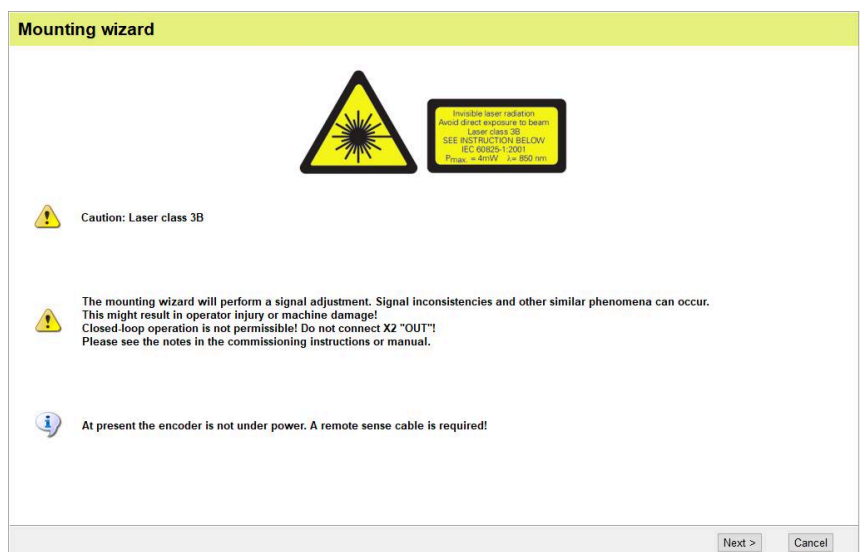 Mounting wizard
Invisible laser radiation
Avoid direct exposure to beam
Laser class 3B
SEE INSTRUCTION BELOW
IEC 60825-1:2001
Pmax. = 4mW λ= 850 nm
Caution: Laser class 3B
The mounting wizard will perform a signal adjustment. Signal inconsistencies and other similar phenomena can occur.
This might result in operator injury or machine damage!
Closed-loop operation is not permissible! Do not connect X2 "OUT"!
Please see the notes in the commissioning instructions or manual.
At present the encoder is not under power. A remote sense cable is required!
Next >
Cancel